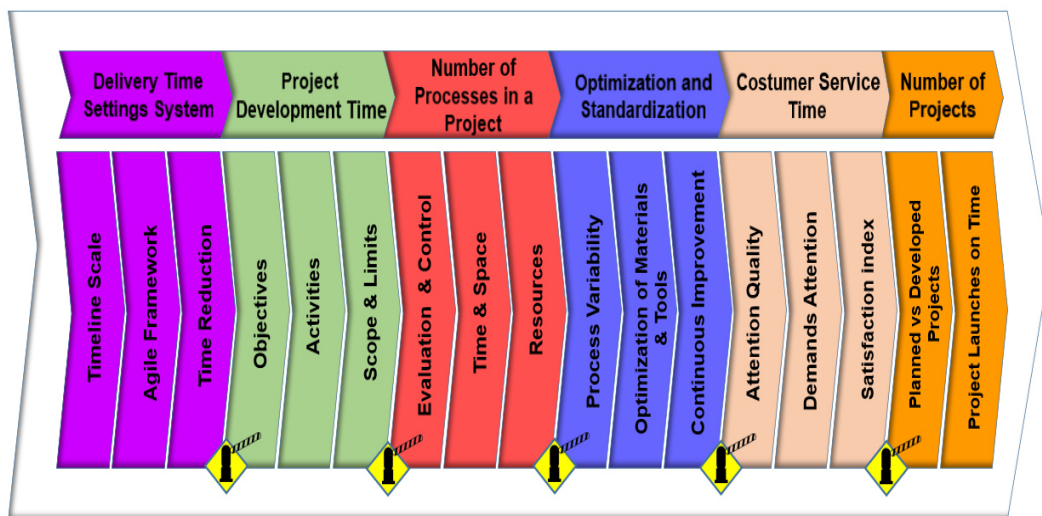 Delivery Time
Settings System
Project
Development Time
Number of
Processes in a
Project
Optimization and
Standardization
Costumer Service
Time
Number of
Projects
Timeline Scale
Agile Framework
Time Reduction
Objectives
Activities
Scope & Limits
Evaluation & Control
Time & Space
Resources
Process Variability
Optimization of Materials
& Tools
Continuous Improvement
Attention Quality
Demands Attention
Satisfaction index
Planned vs Developed
Projects
Project Launches on Time